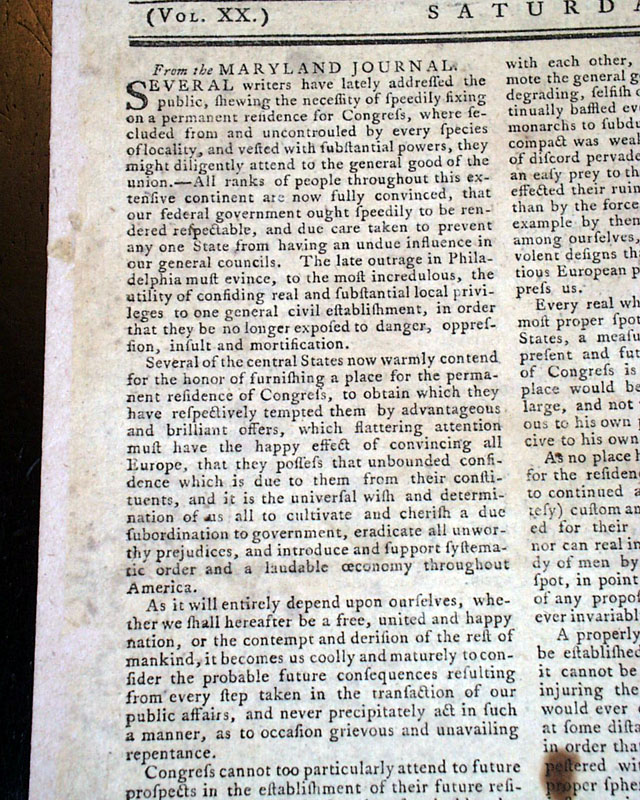 (VOL. XX.)
SATURDA
From the MARYLAND JOURNAL.
SEVERAL writers have lately addreſſed the
public, ſhewing the neceſſity of ſpeedily fixing
on a permanent reſidence for Congreſs, where ſe-
cluded from and uncontrouled by every ſpecies
of locality, and veſted with ſubſtantial powers, they
might diligently attend to the general good of the
union.—All ranks of people throughout this ex-
tenſive continent are now fully convinced, that
our federal government ought ſpeedily to be ren-
dered reſpectable, and due care taken to prevent
any one State from having an undue influence in
our general councils. The late outrage in Phila-
delphia muſt evince, to the moſt incredulous, the
utility of confiding real and ſubſtantial local privi-
leges to one general civil eſtabliſhment, in order
that they be no longer expoſed to danger, oppreſ-
ſion, inſult and mortification.
Several of the central States now warmly contend
for the honor of furniſhing a place for the perma-
nent reſidence of Congreſs, to obtain which they
have reſpectively tempted them by advantageous
and brilliant offers, which flattering attention
muſt have the happy effect of convincing all
Europe, that they poſſeſs that unbounded confi-
dence which is due to them from their conſti-
tuents, and it is the univerſal wiſh and determi-
nation of us all to cultivate and cheriſh a due
ſubordination to government, eradicate all unwor-
thy prejudices, and introduce and ſupport ſyſtema-
tic order and a laudable œconomy throughout
America.
As it will entirely depend upon ourſelves, whe-
ther we ſhall hereafter be a free, united and happy
nation, or the contempt and deriſion of the reſt of
mankind, it becomes us coolly and maturely to con-
ſider the probable future conſequences reſulting
from every ſtep taken in the tranſaction of our
public affairs, and never precipitately act in ſuch
a manner, as to occaſion grievous and unavailing
repentance.
Congreſs cannot too particularly attend to future
proſpects in the eſtabliſhment of their future reſi-
with each other,
mote the general g
degrading, ſelfiſh
tinually baffled ev
monarchs to ſubdu
compact was weak
of diſcord pervade
an eaſy prey to th
effected their ruin
than by the force
example by then
among ourſelves,
volent deſigns tha
tious European p
preſs us.
Every real wh
moſt proper ſpot
States, a meaſu
preſent and fut
of Congreſs is
place would be
large, and not
ous to his own
cive to his own
As no place h
for the reſiden
to continued a
teſy) cuſtom an
ed for their
nor can real in
dy of men by
ſpot, in point
of any propoſ
ever invariabl
A properly
be eſtabliſhed
it cannot be
injuring the
would ever
at ſome diſta
in order that
peſtered wit
proper ſphe